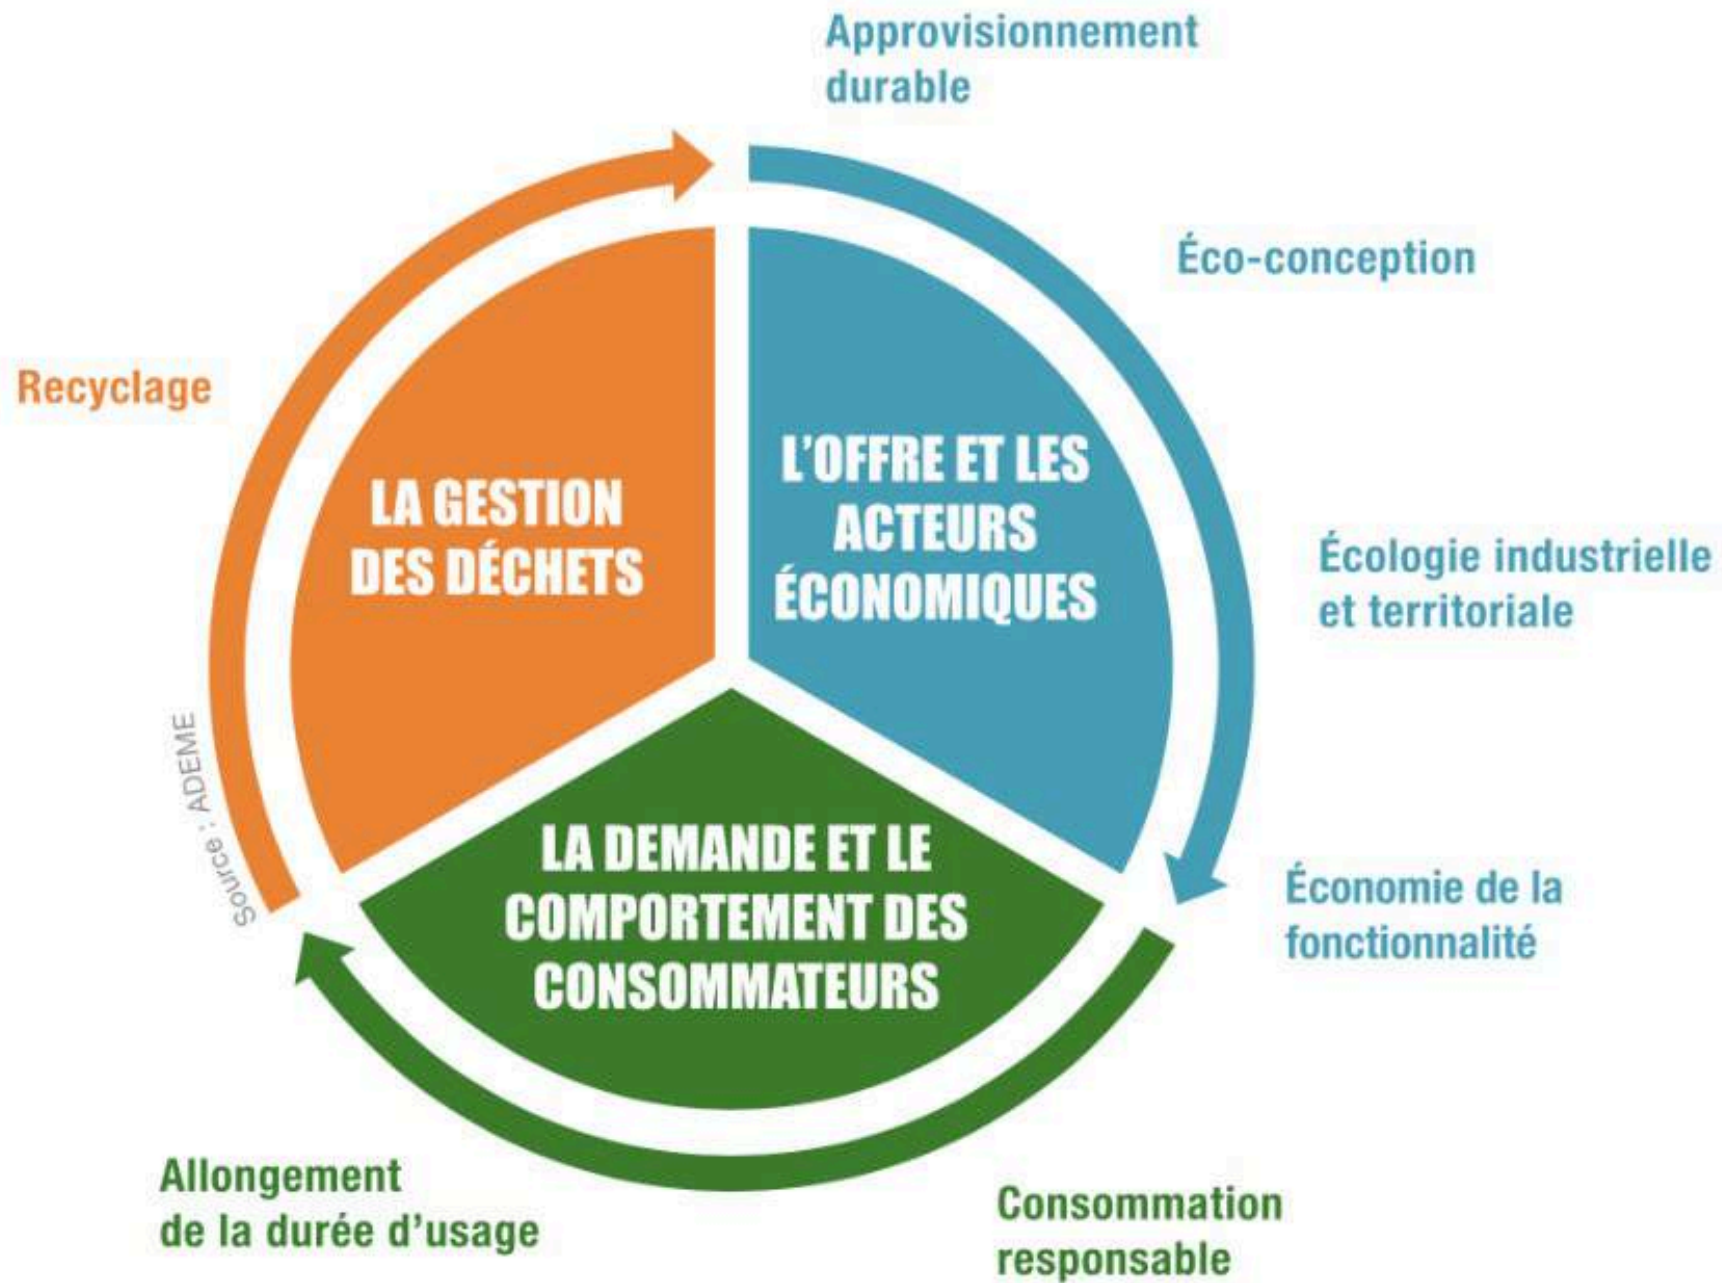 Approvisionnement
durable
Éco-conception
Recyclage
L'OFFRE ET LES
ACTEURS
ÉCONOMIQUES
LA GESTION
DES DÉCHETS
Écologie industrielle
et territoriale
Source : ADEME
LA DEMANDE ET LE
COMPORTEMENT DES
CONSOMMATEURS
Économie de la
fonctionnalité
Allongement
de la durée d'usage
Consommation
responsable